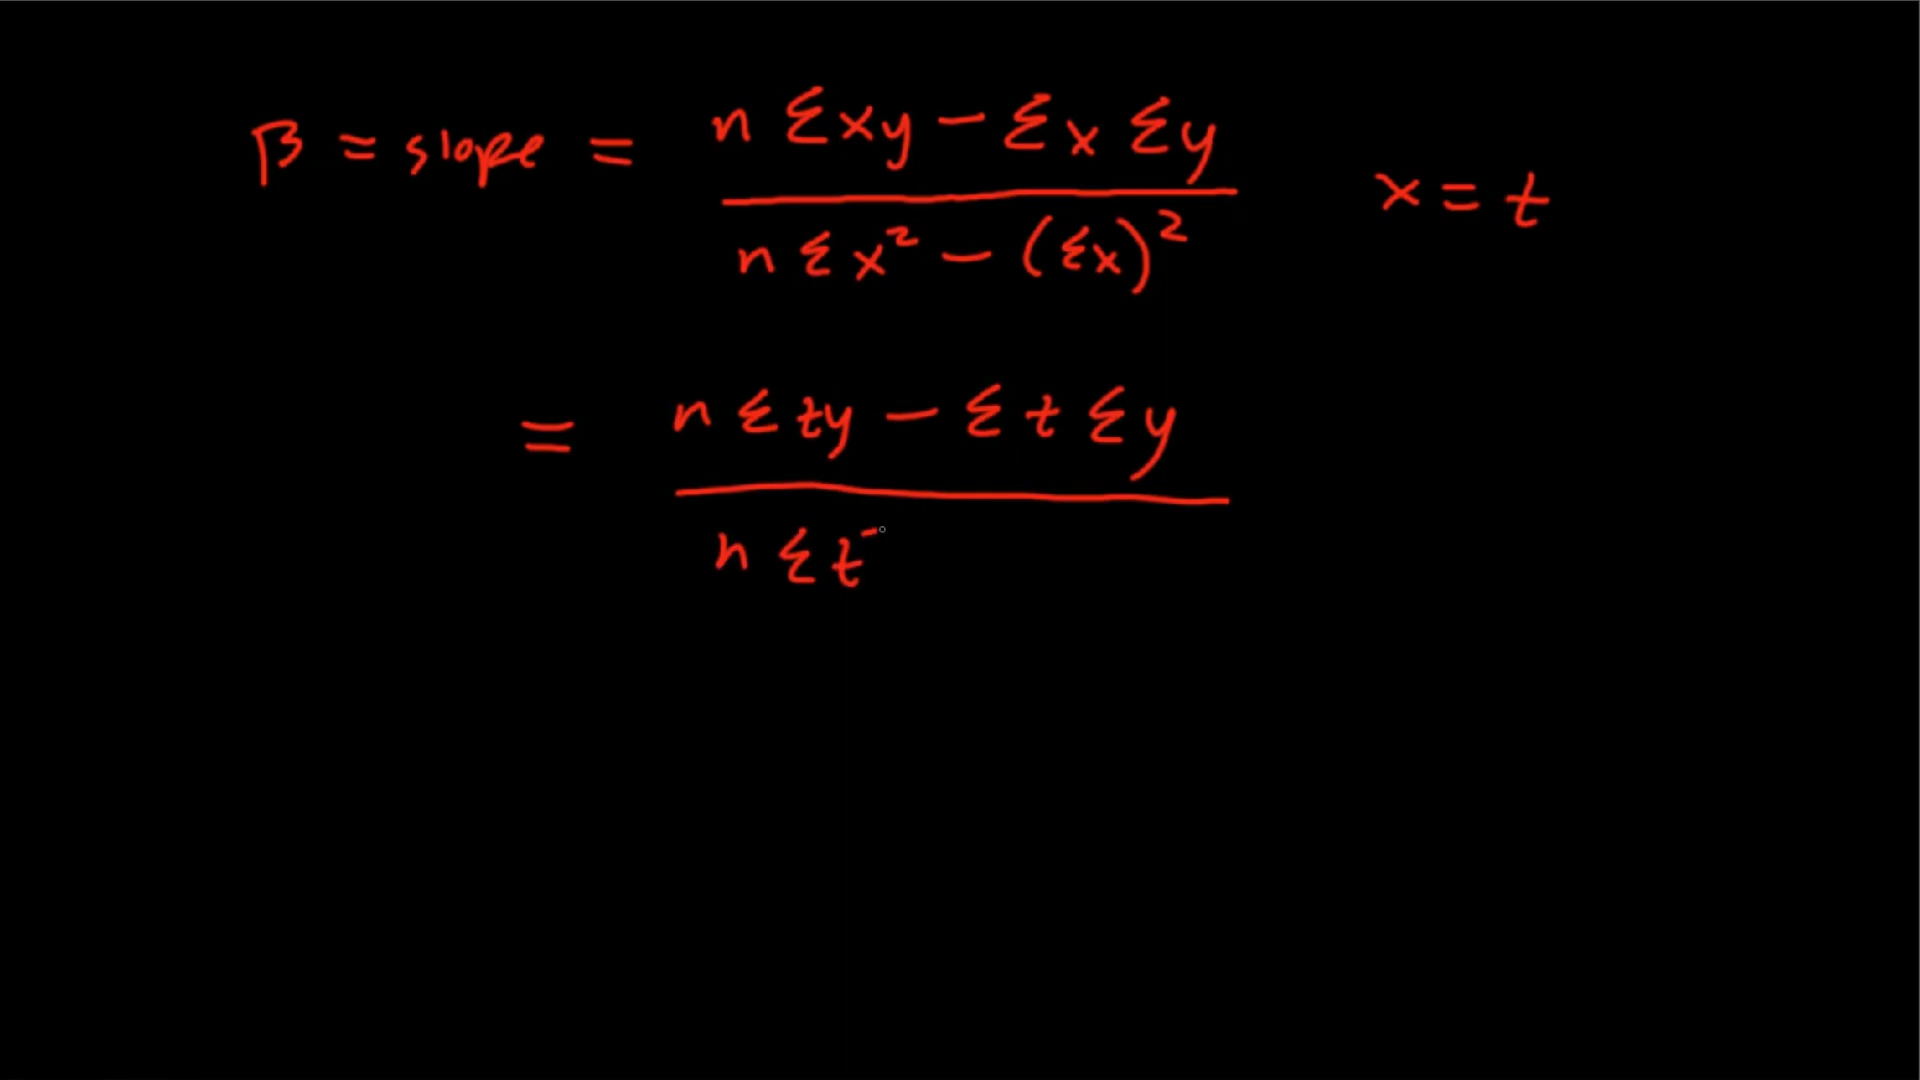 β = slope = n Σxy − Σx Σy / n Σx² − (Σx)² x = t
= n Σty − Σt Σy / n Σt⁻